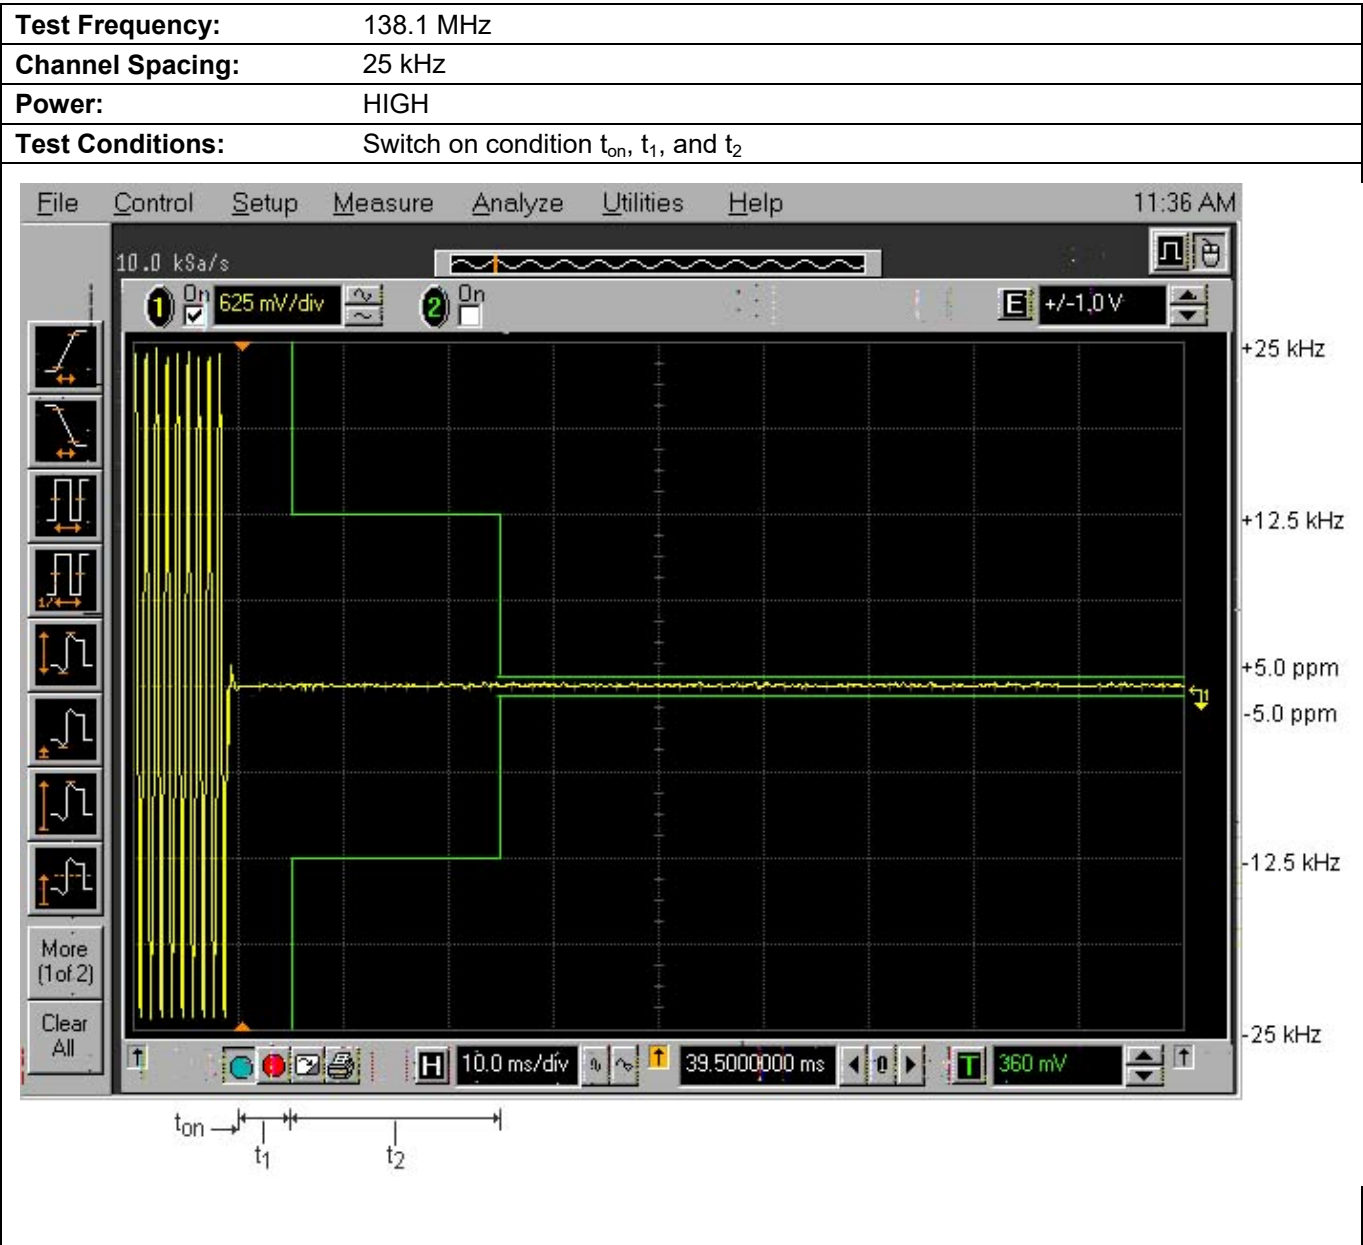 Test Frequency: 138.1 MHz
Channel Spacing: 25 kHz
Power: HIGH
Test Conditions: Switch on condition ton, t1, and t2
File Control Setup Measure Analyze Utilities Help 11:36 AM
10.0 kSa/s
1 On 625 mV/div 2 On E +/-1.0 V
+25 kHz
+12.5 kHz
1/
+5.0 ppm
-5.0 ppm
1
-12.5 kHz
More
(1 of 2)
Clear
All
-25 kHz
H 10.0 ms/div 39.5000000 ms 0 T 360 mV
ton
t1 t2